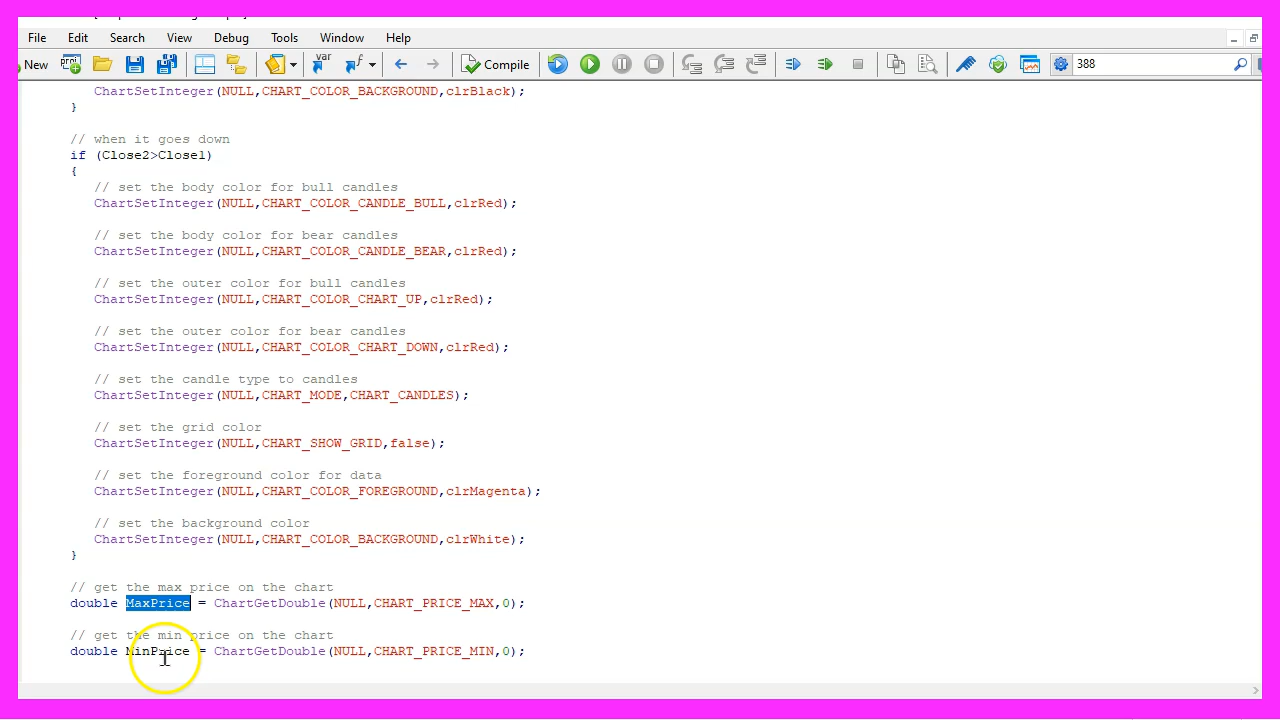 File Edit Search View Debug Tools Window Help
New Compile 388
ChartSetInteger(NULL,CHART_COLOR_BACKGROUND,clrBlack);
}
// when it goes down
if (Close2>Close1)
{
// set the body color for bull candles
ChartSetInteger(NULL,CHART_COLOR_CANDLE_BULL,clrRed);
// set the body color for bear candles
ChartSetInteger(NULL,CHART_COLOR_CANDLE_BEAR,clrRed);
// set the outer color for bull candles
ChartSetInteger(NULL,CHART_COLOR_CHART_UP,clrRed);
// set the outer color for bear candles
ChartSetInteger(NULL,CHART_COLOR_CHART_DOWN,clrRed);
// set the candle type to candles
ChartSetInteger(NULL,CHART_MODE,CHART_CANDLES);
// set the grid color
ChartSetInteger(NULL,CHART_SHOW_GRID,false);
// set the foreground color for data
ChartSetInteger(NULL,CHART_COLOR_FOREGROUND,clrMagenta);
// set the background color
ChartSetInteger(NULL,CHART_COLOR_BACKGROUND,clrWhite);
}
// get the max price on the chart
double MaxPrice = ChartGetDouble(NULL,CHART_PRICE_MAX,0);
// get the min price on the chart
double MinPrice = ChartGetDouble(NULL,CHART_PRICE_MIN,0);